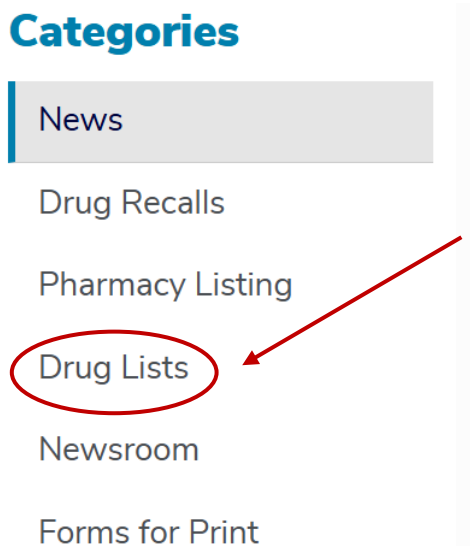 Categories
News
Drug Recalls
Pharmacy Listing
Drug Lists
Newsroom
Forms for Print